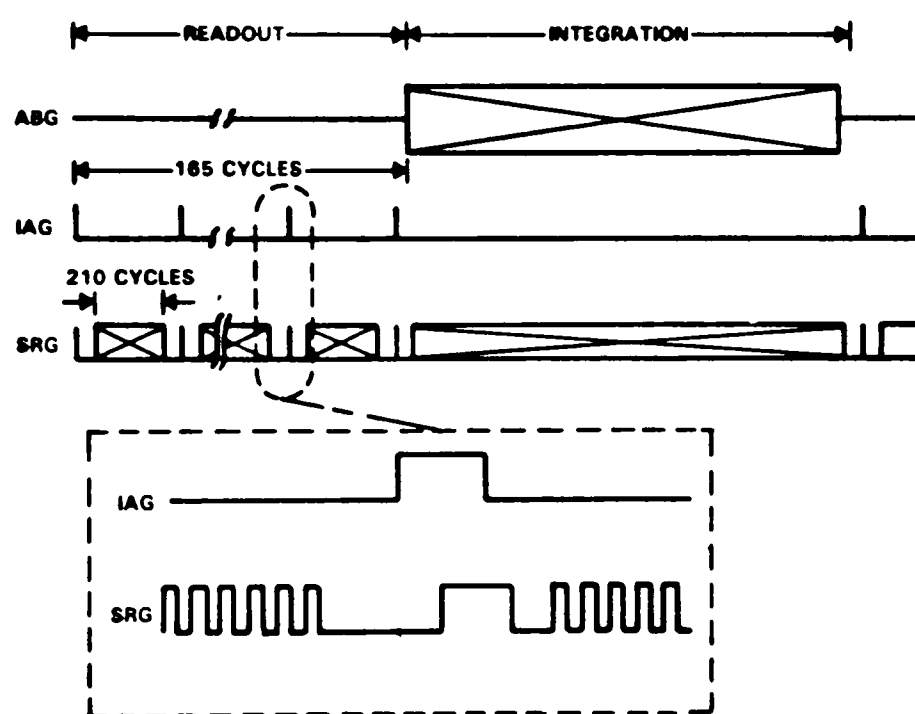 READOUT INTEGRATION
ABG
165 CYCLES
IAG
210 CYCLES
SRG
IAG
SRG